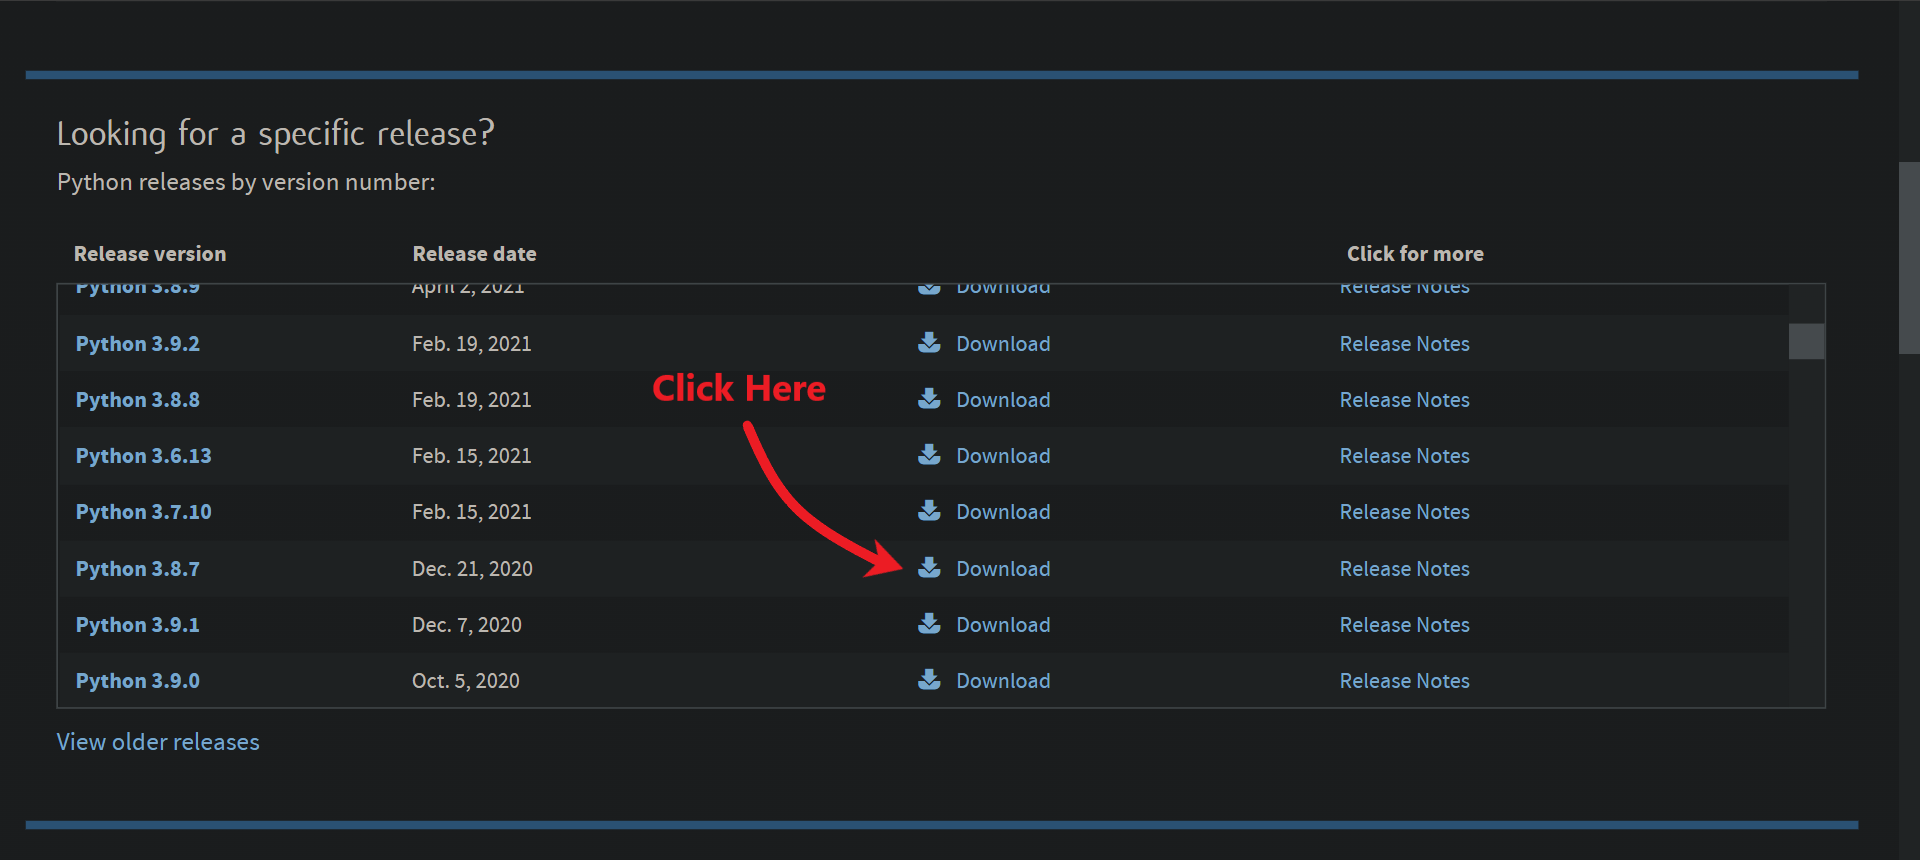 Looking for a specific release?
Python releases by version number:
Release version Release date Click for more
Python 3.8.9 April 2, 2021 Download Release Notes
Python 3.9.2 Feb. 19, 2021 Download Release Notes
Click Here
Python 3.8.8 Feb. 19, 2021 Download Release Notes
Python 3.6.13 Feb. 15, 2021 Download Release Notes
Python 3.7.10 Feb. 15, 2021 Download Release Notes
Python 3.8.7 Dec. 21, 2020 Download Release Notes
Python 3.9.1 Dec. 7, 2020 Download Release Notes
Python 3.9.0 Oct. 5, 2020 Download Release Notes
View older releases